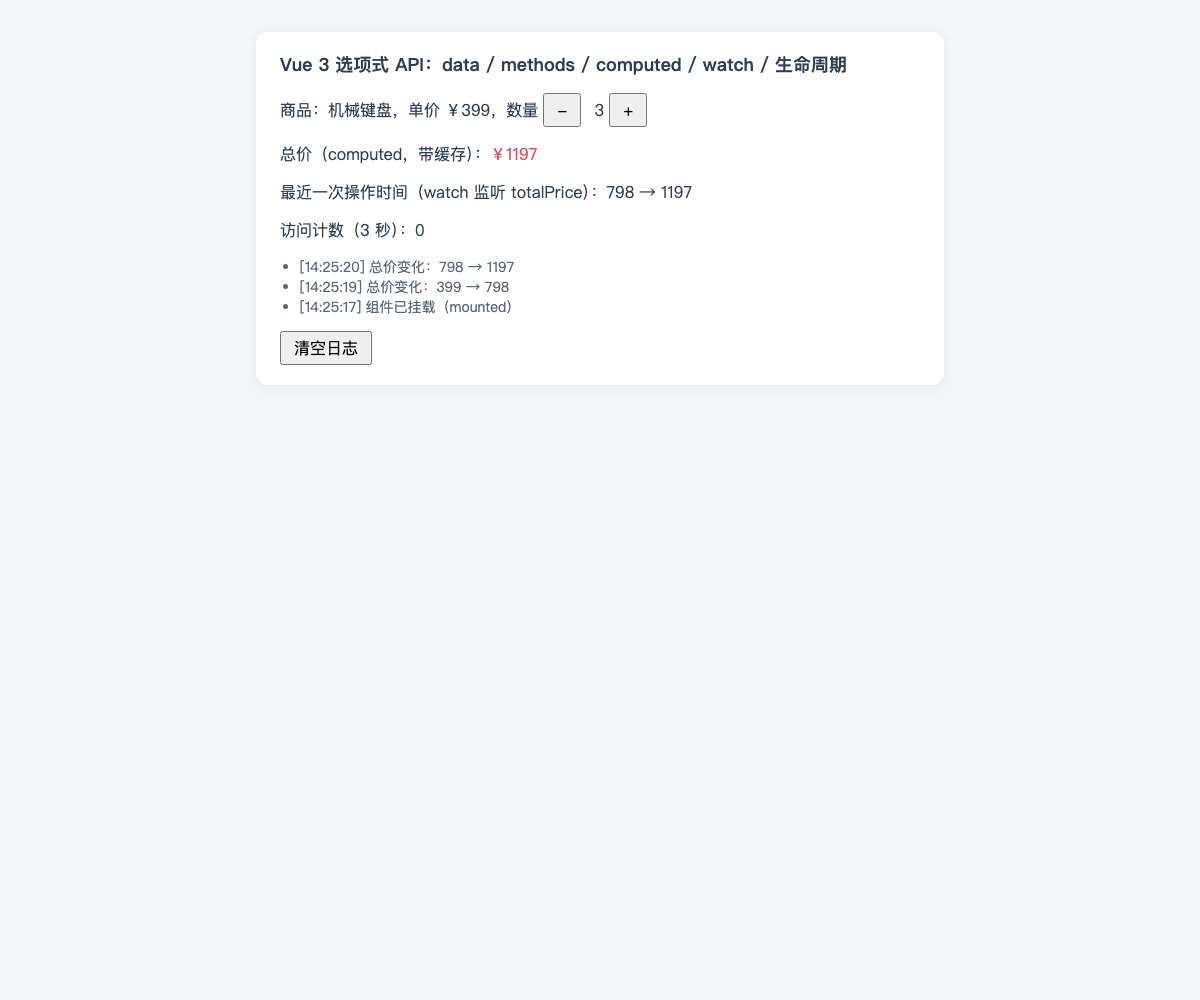 Vue 3 选项式 API：data / methods / computed / watch / 生命周期
商品：机械键盘，单价 ￥399，数量 − 3 +
总价（computed，带缓存）：￥1197
最近一次操作时间（watch 监听 totalPrice）：798 → 1197
访问计数（3 秒）：0
• [14:25:20] 总价变化：798 → 1197
• [14:25:19] 总价变化：399 → 798
• [14:25:17] 组件已挂载（mounted）
清空日志